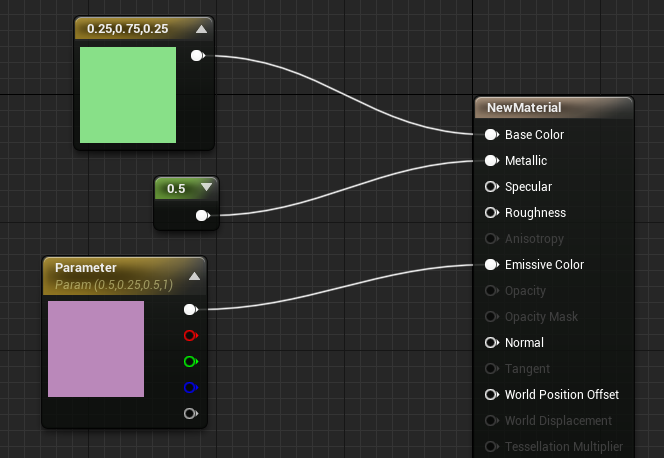 0.25,0.75,0.25
NewMaterial
Base Color
Metallic
0.5
Specular
Roughness
Anisotropy
Parameter
Param (0.5,0.25,0.5,1)
Emissive Color
Opacity
Opacity Mask
Normal
Tangent
World Position Offset
World Displacement
Tessellation Multiplier